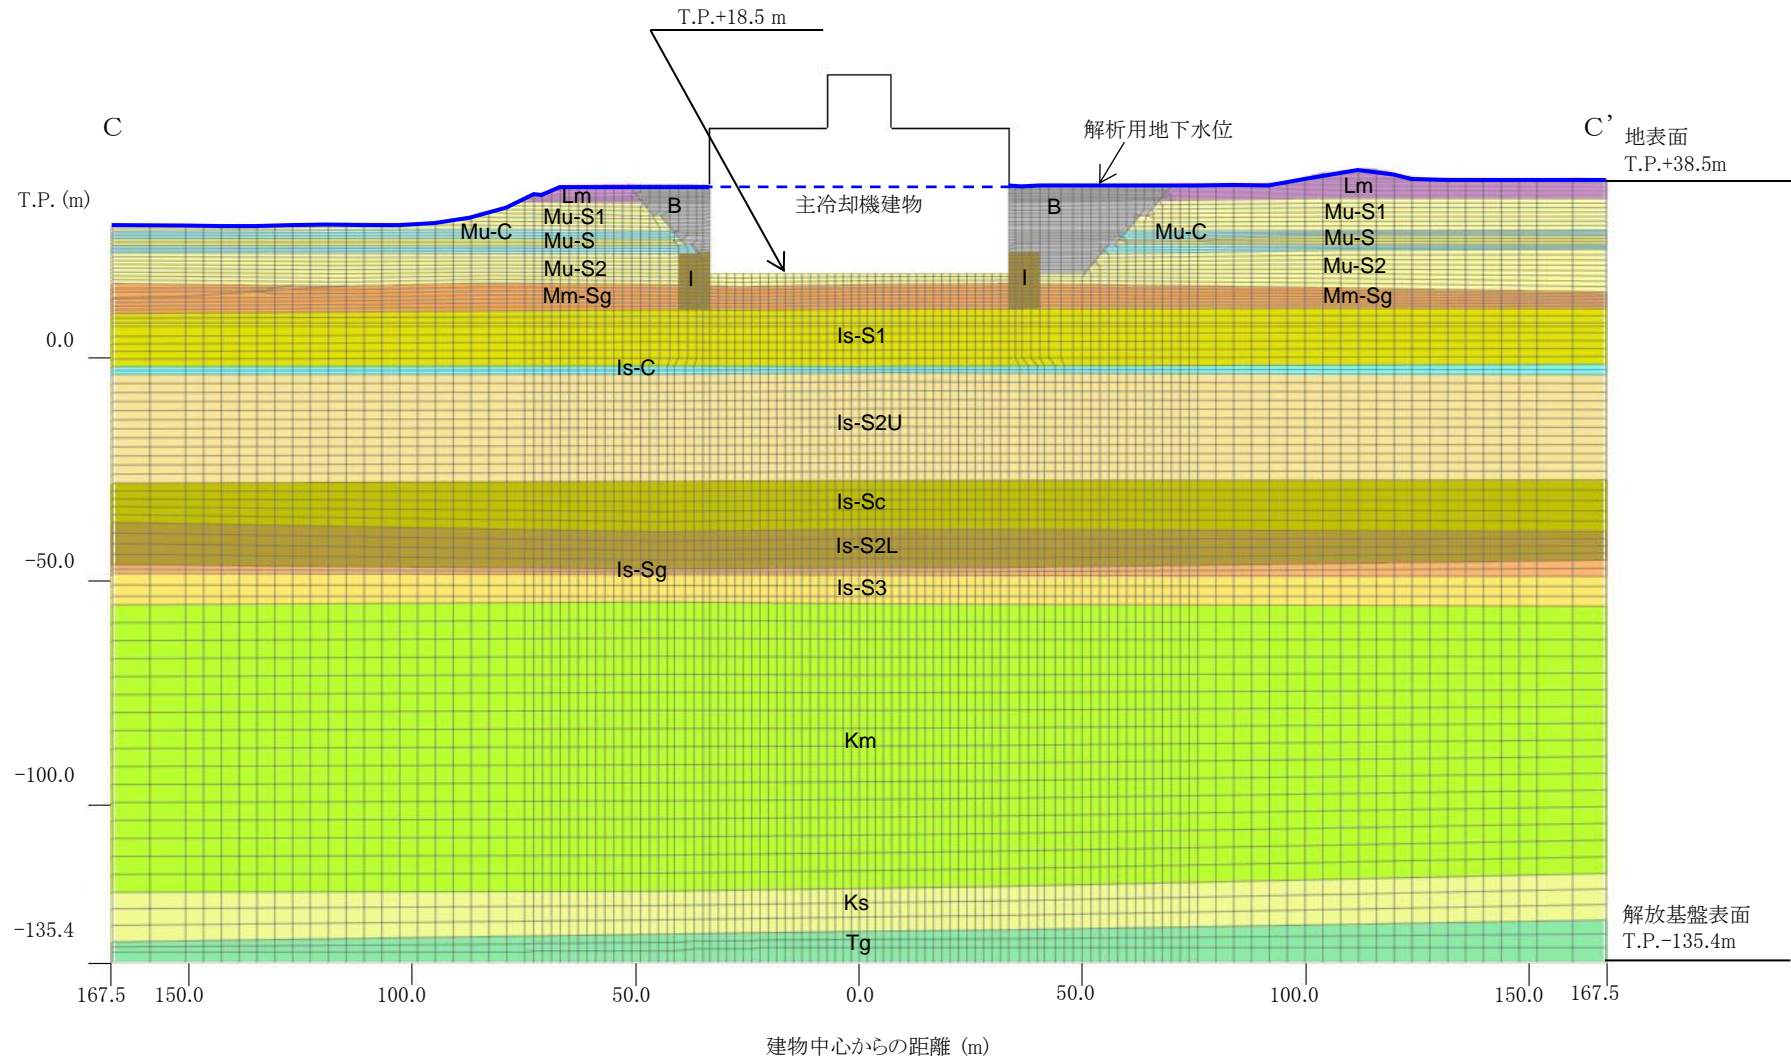 T.P.+18.5 m
C
解析用地下水位
C’
地表面
T.P.+38.5m
T.P. (m)
Lm
B
主冷却機建物
B
Lm
Mu-S1
Mu-C
Mu-S
Mu-S2
Mm-Sg
I
I
Mu-S1
Mu-C
Mu-S
Mu-S2
Mm-Sg
0.0
Is-S1
Is-C
Is-S2U
Is-Sc
Is-S2L
-50.0
Is-Sg
Is-S3
Km
-100.0
Ks
-135.4
Tg
解放基盤表面
T.P.-135.4m
167.5 150.0 100.0 50.0 0.0 50.0 100.0 150.0 167.5
建物中心からの距離 (m)